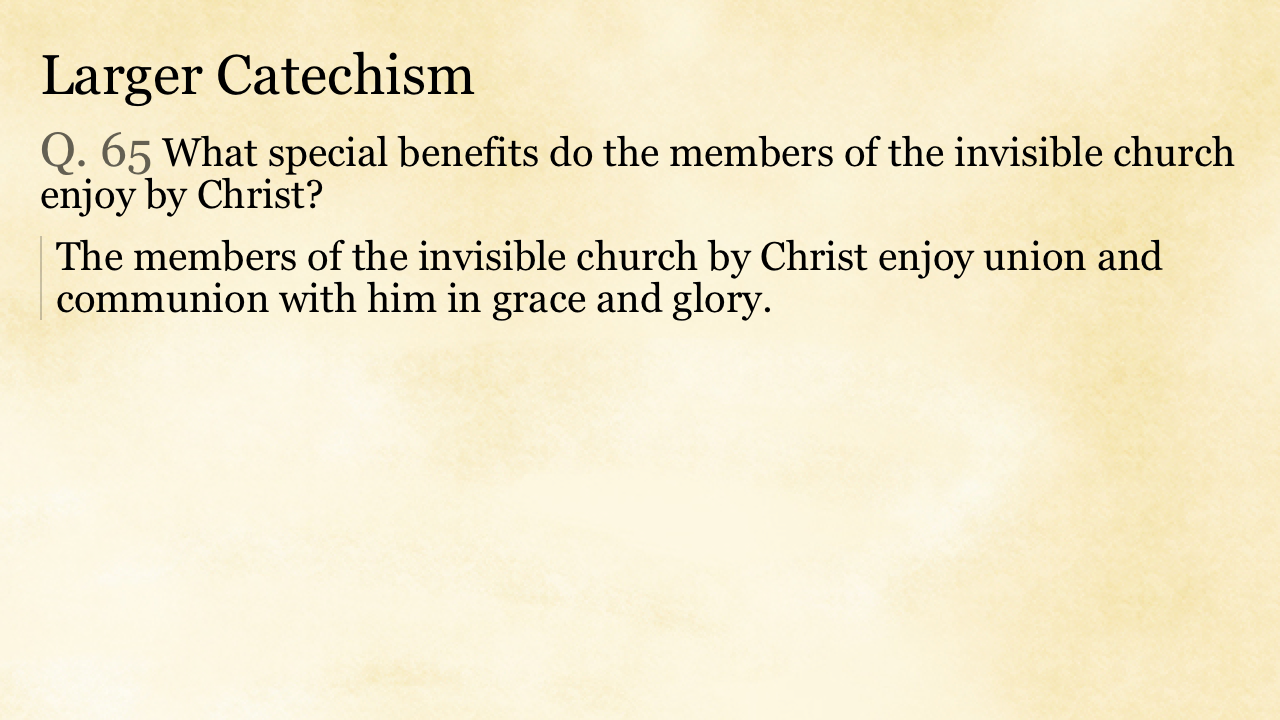 Larger Catechism
Q. 65 What special benefits do the members of the invisible church
enjoy by Christ?
The members of the invisible church by Christ enjoy union and
communion with him in grace and glory.